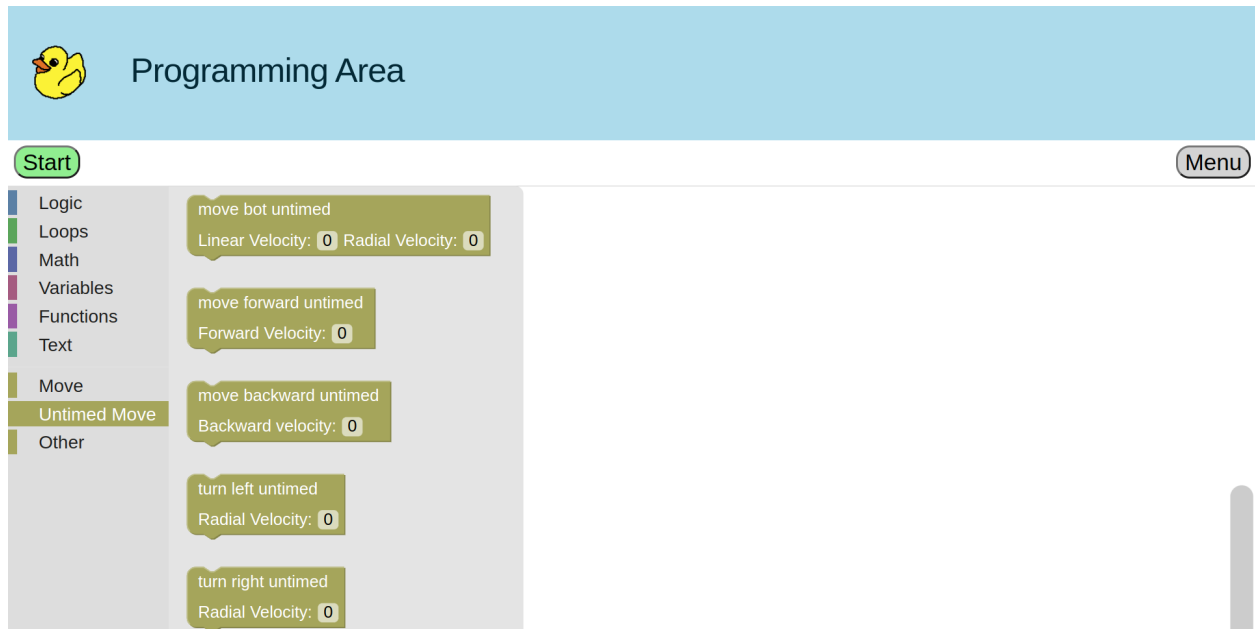 Programming Area
Start
Menu
Logic
Loops
Math
Variables
Functions
Text
Move
Untimed Move
Other
move bot untimed
Linear Velocity: 0 Radial Velocity: 0
move forward untimed
Forward Velocity: 0
move backward untimed
Backward velocity: 0
turn left untimed
Radial Velocity: 0
turn right untimed
Radial Velocity: 0